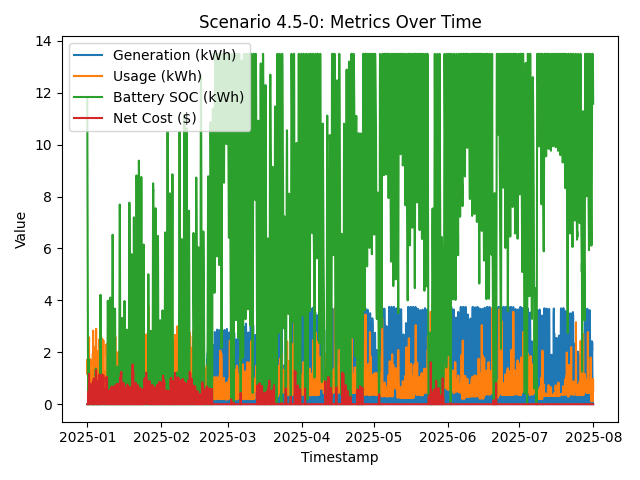 Scenario 4.5-0: Metrics Over Time
Generation (kWh)
Usage (kWh)
Battery SOC (kWh)
Net Cost ($)
Value
14
12
10
8
6
4
2
0
2025-01
2025-02
2025-03
2025-04
2025-05
2025-06
2025-07
2025-08
Timestamp